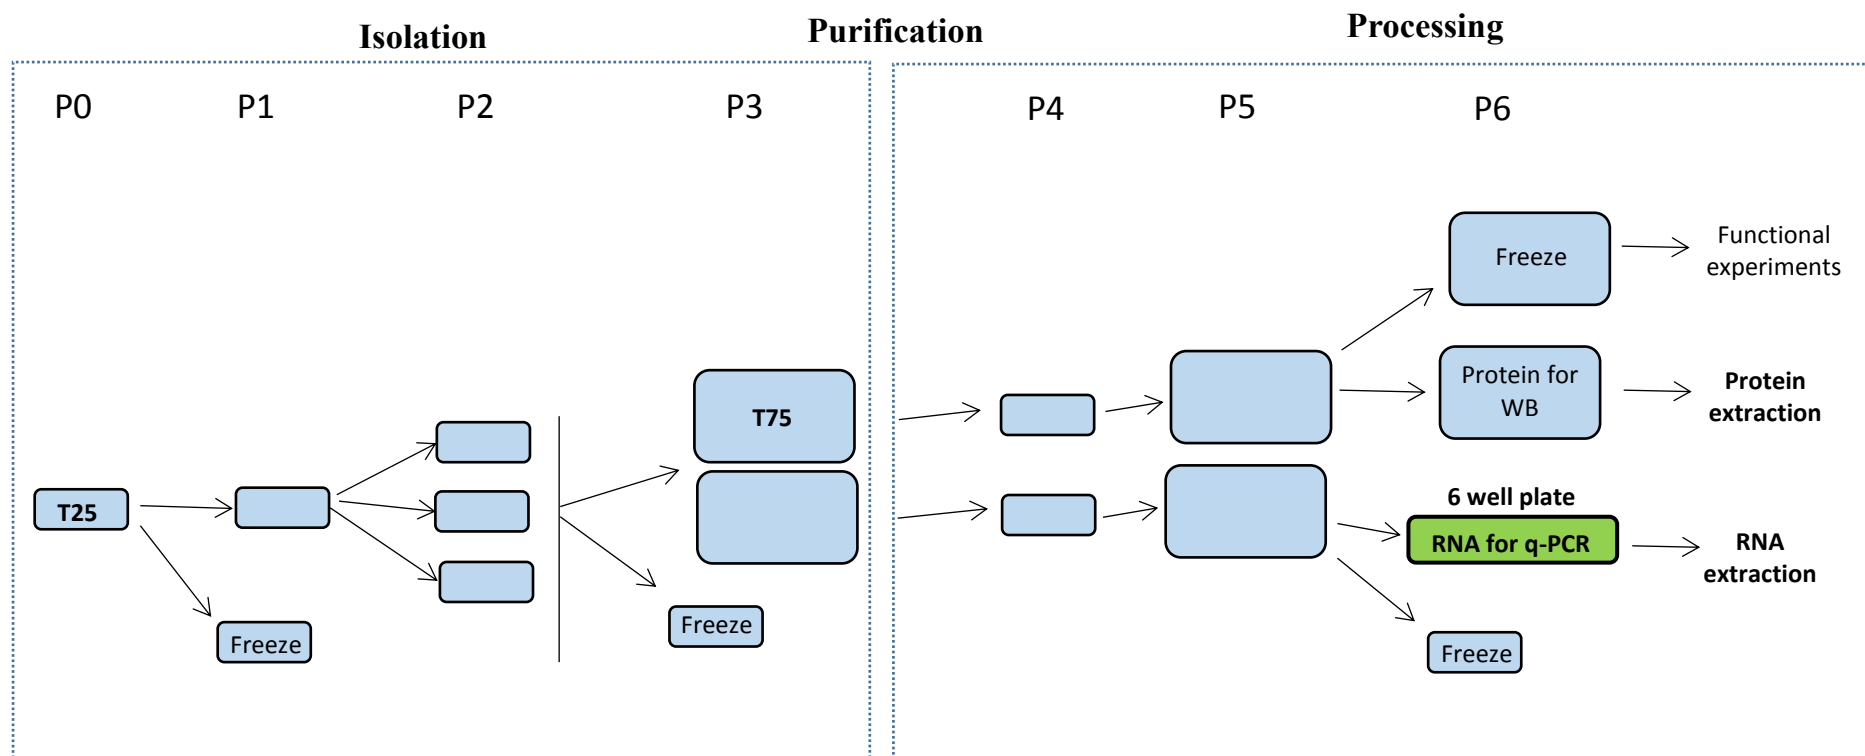 Isolation
Purification
Processing
P0
P1
P2
P3
P4
P5
P6
T25
Freeze
T75
Freeze
Freeze
Functional
experiments
Protein for
WB
Protein
extraction
6 well plate
RNA for q-PCR
RNA
extraction
Freeze